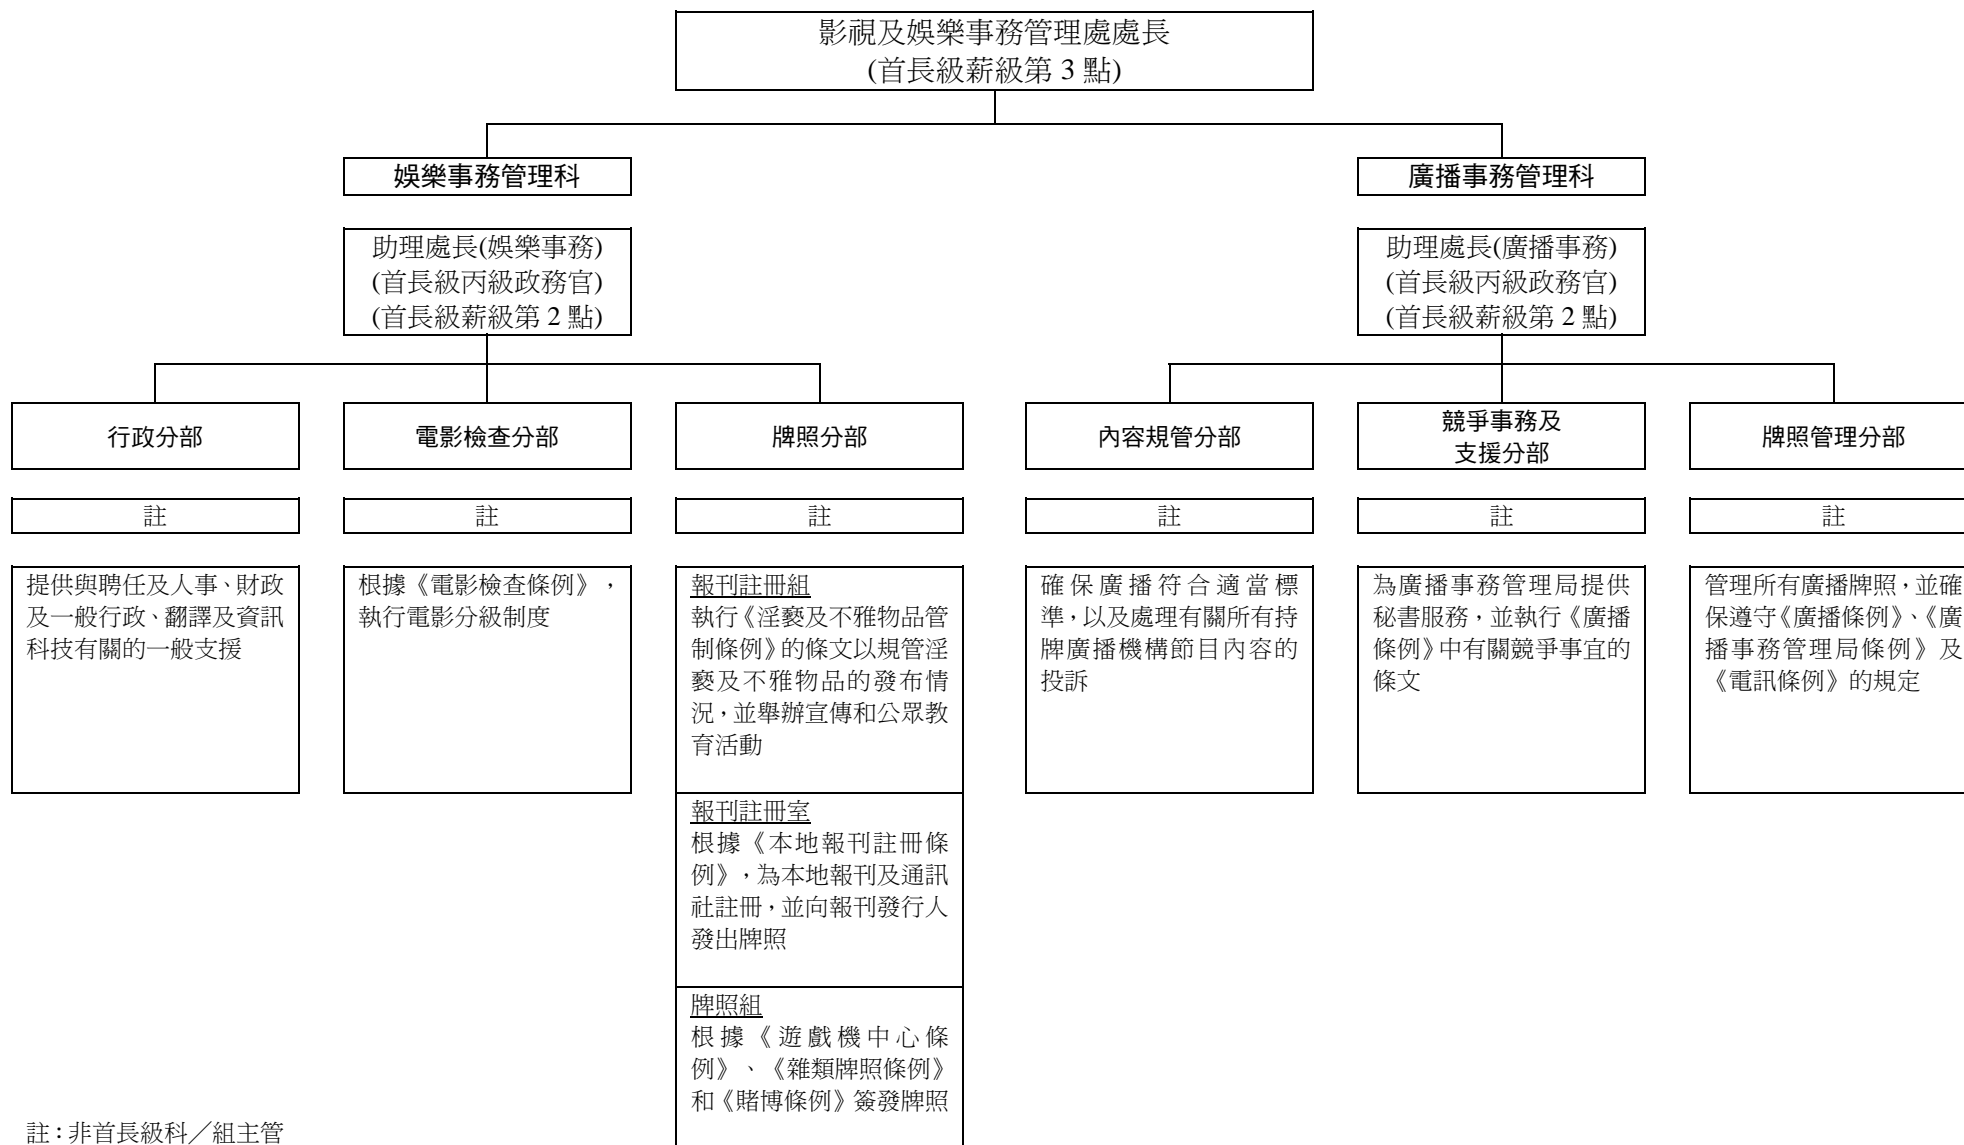 影視及娛樂事務管理處處長
(首長級薪級第 3 點)
娛樂事務管理科
廣播事務管理科
助理處長(娛樂事務)
(首長級丙級政務官)
(首長級薪級第 2 點)
助理處長(廣播事務)
(首長級丙級政務官)
(首長級薪級第 2 點)
行政分部
電影檢查分部
牌照分部
內容規管分部
競爭事務及
支援分部
牌照管理分部
註
註
註
註
註
註
提供與聘任及人事、財政
及一般行政、翻譯及資訊
科技有關的一般支援
根據《電影檢查條例》，
執行電影分級制度
報刊註冊組
執行《淫褻及不雅物品管
制條例》的條文以規管淫
褻及不雅物品的發布情
況，並舉辦宣傳和公眾教
育活動
報刊註冊室
根據《本地報刊註冊條
例》，為本地報刊及通訊
社註冊，並向報刊發行人
發出牌照
牌照組
根據《遊戲機中心條
例》、《雜類牌照條例》
和《賭博條例》簽發牌照
確保廣播符合適當標
準，以及處理有關所有持
牌廣播機構節目內容的
投訴
為廣播事務管理局提供
秘書服務，並執行《廣播
條例》中有關競爭事宜的
條文
管理所有廣播牌照，並確
保遵守《廣播條例》、《廣
播事務管理局條例》及
《電訊條例》的規定
註：非首長級科／組主管